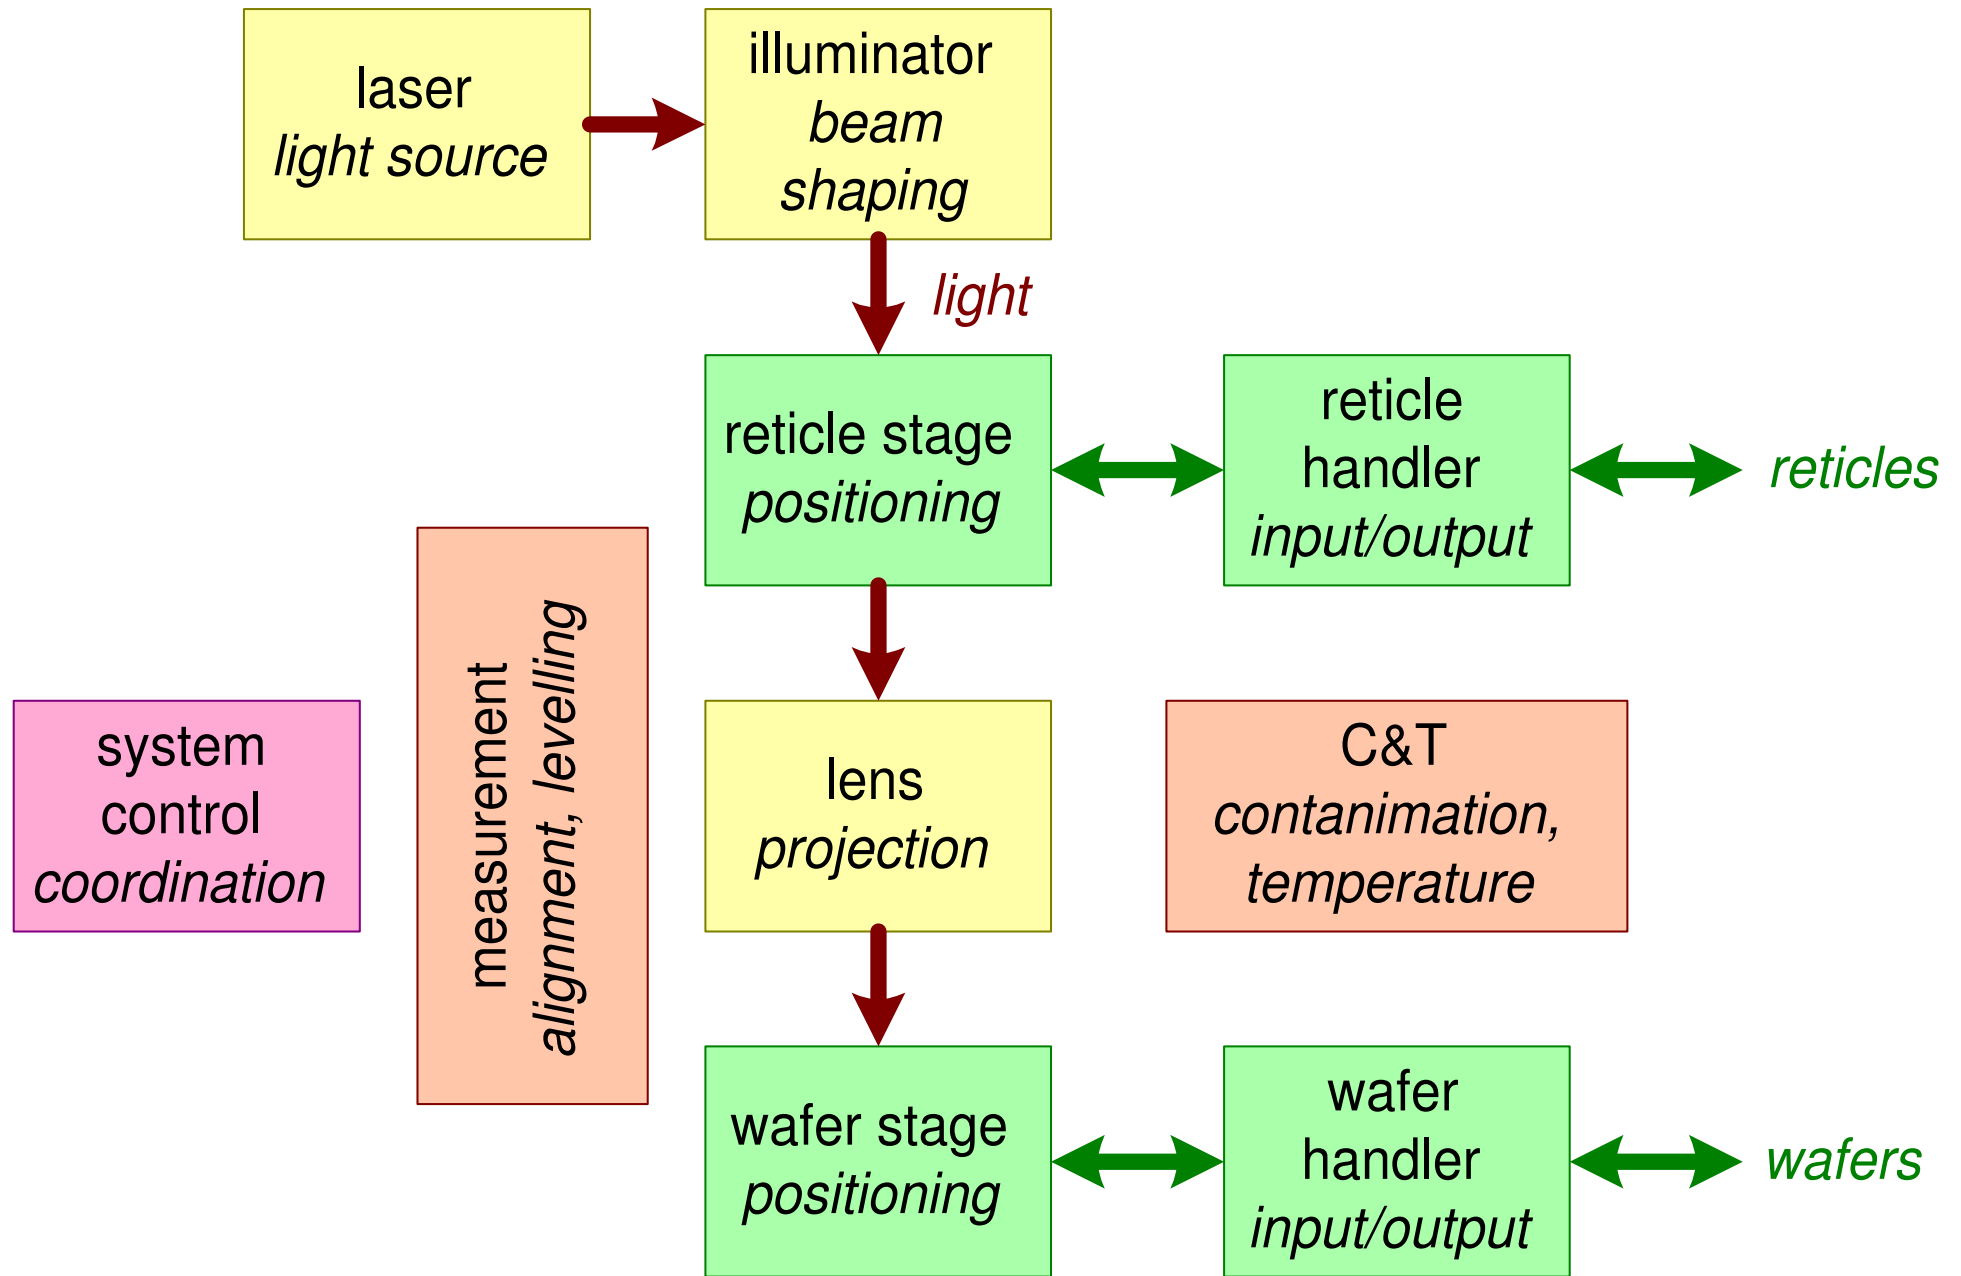 laser
light source
illuminator
beam
shaping
light
reticle stage
positioning
reticle
handler
input/output
reticles
measurement
alignment, levelling
system
control
coordination
lens
projection
C&T
contanimation,
temperature
wafer stage
positioning
wafer
handler
input/output
wafers